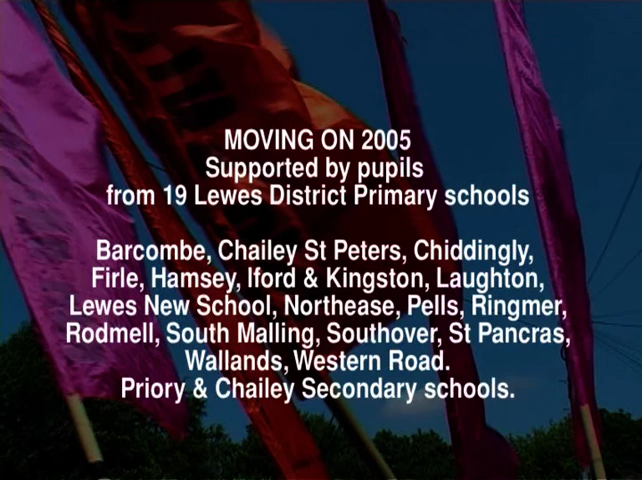 MOVING ON 2005
Supported by pupils
from 19 Lewes District Primary schools
Barcombe, Chailey St Peters, Chiddingly,
Firle, Hamsey, Iford & Kingston, Laughton,
Lewes New School, Northease, Pells, Ringmer,
Rodmell, South Malling, Southover, St Pancras,
Wallands, Western Road.
Priory & Chailey Secondary schools.